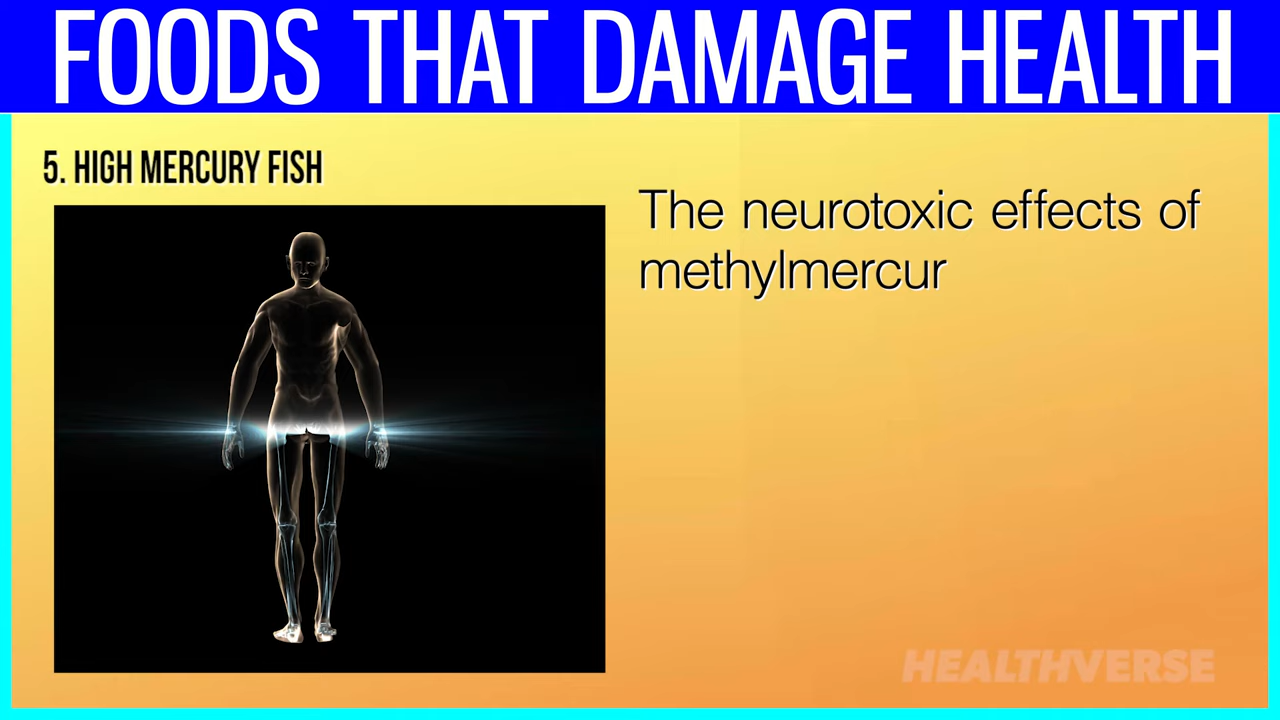 FOODS THAT DAMAGE HEALTH
5. HIGH MERCURY FISH
The neurotoxic effects of
methylmercur
HEALTHVERSE